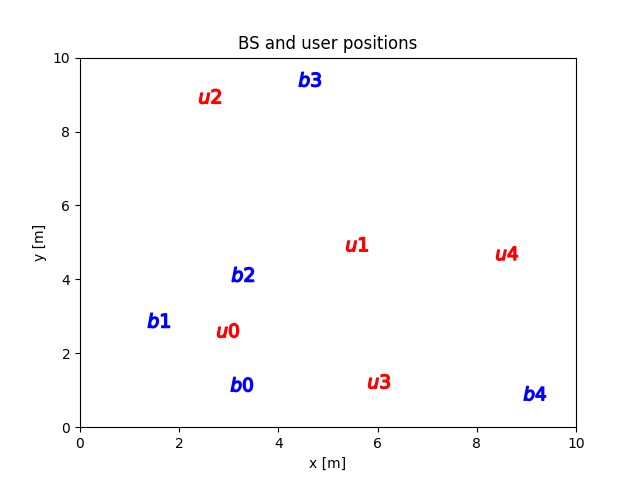 BS and user positions
10
b3
u2
8
6
y [m]
u1
u4
4
b2
b1
u0
2
b0
u3
b4
0
0 2 4 6 8 10
x [m]